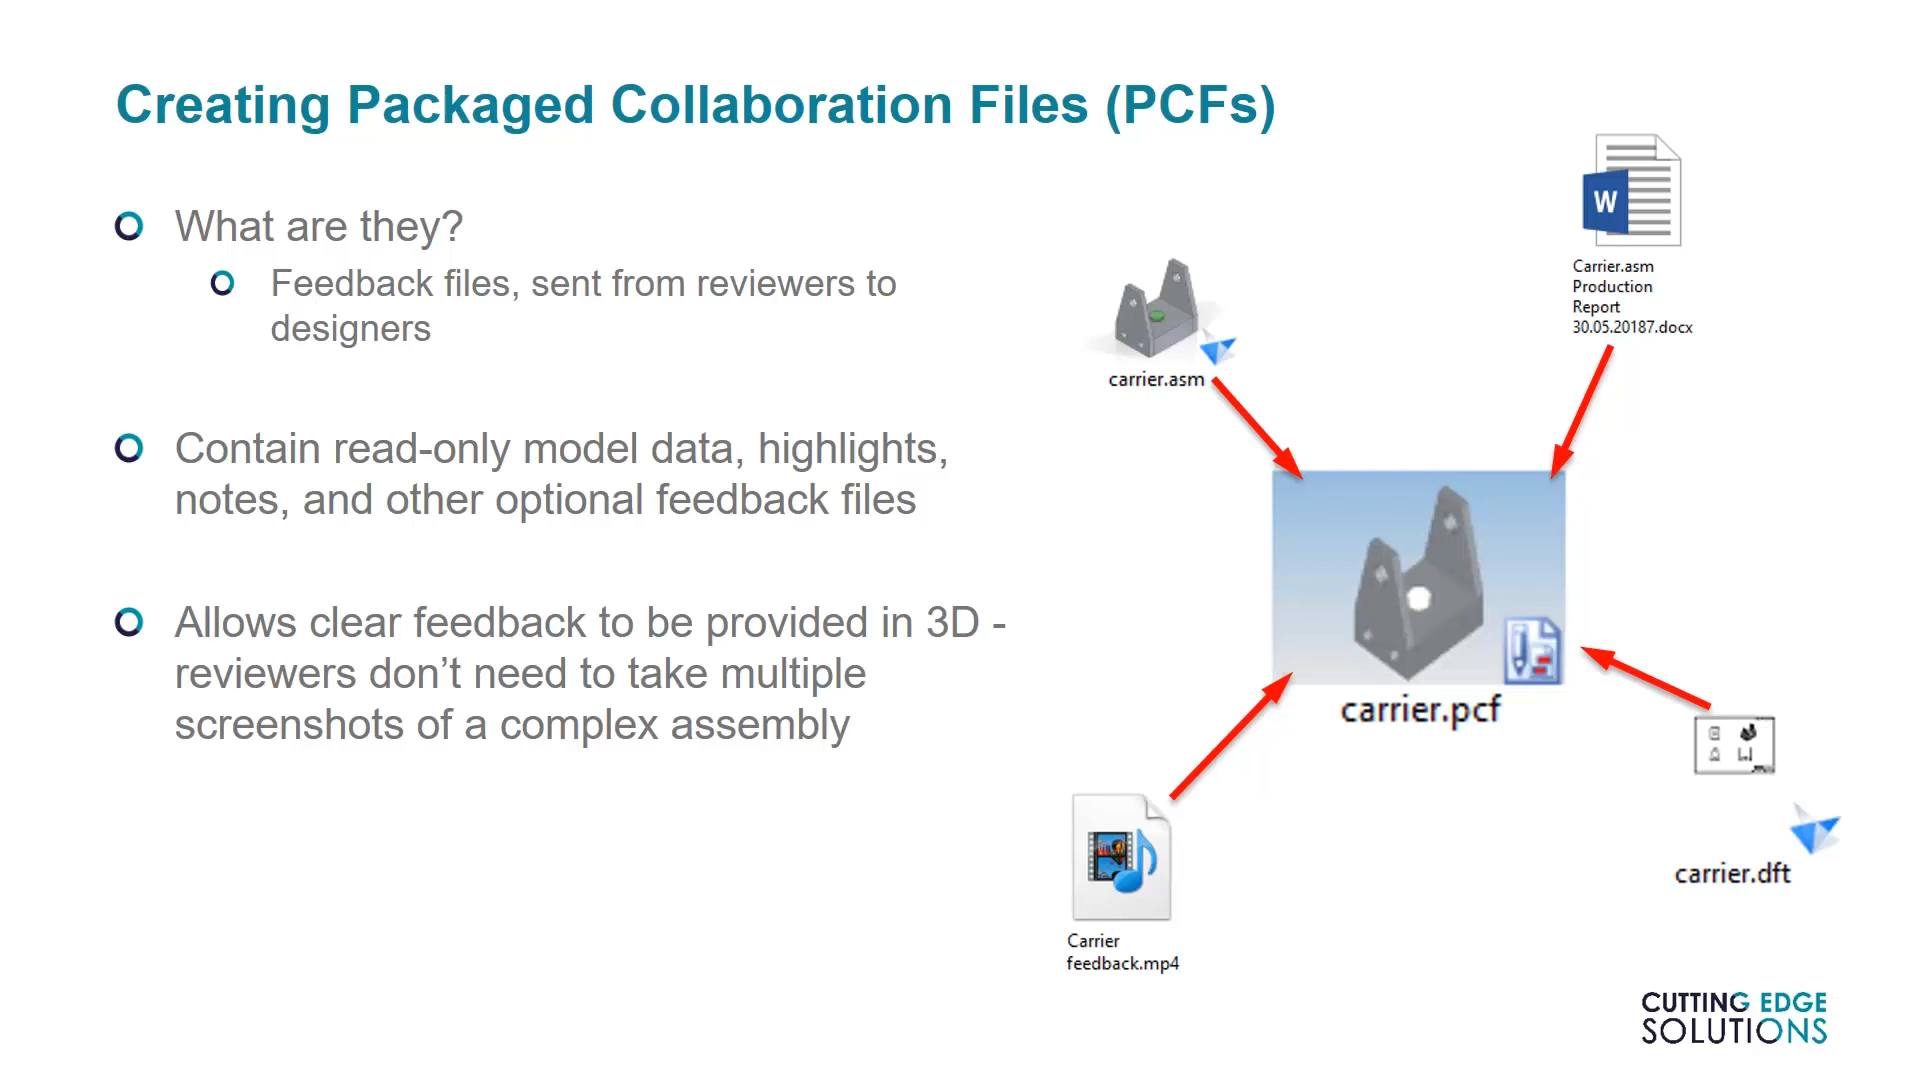 Creating Packaged Collaboration Files (PCFs)
What are they?
Feedback files, sent from reviewers to
designers
Contain read-only model data, highlights,
notes, and other optional feedback files
Allows clear feedback to be provided in 3D -
reviewers don’t need to take multiple
screenshots of a complex assembly
W
Carrier.asm
Production
Report
30.05.20187.docx
carrier.asm
carrier.pcf
carrier.dft
Carrier
feedback.mp4
CUTTING EDGE
SOLUTIONS